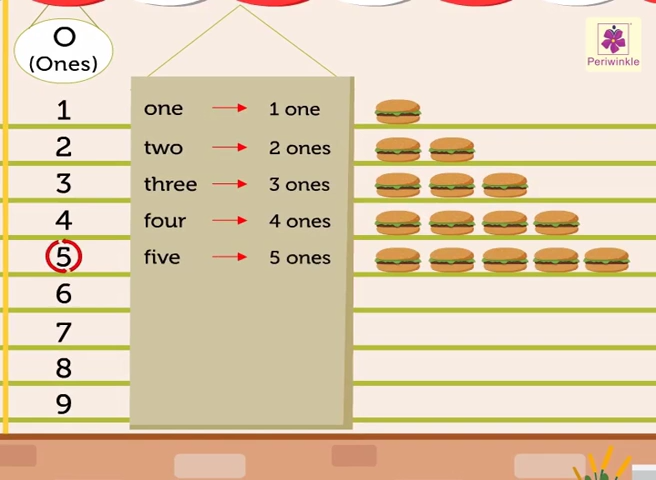 O
(Ones)
Periwinkle
1 one → 1 one
2 two → 2 ones
3 three → 3 ones
4 four → 4 ones
5 five → 5 ones
6
7
8
9